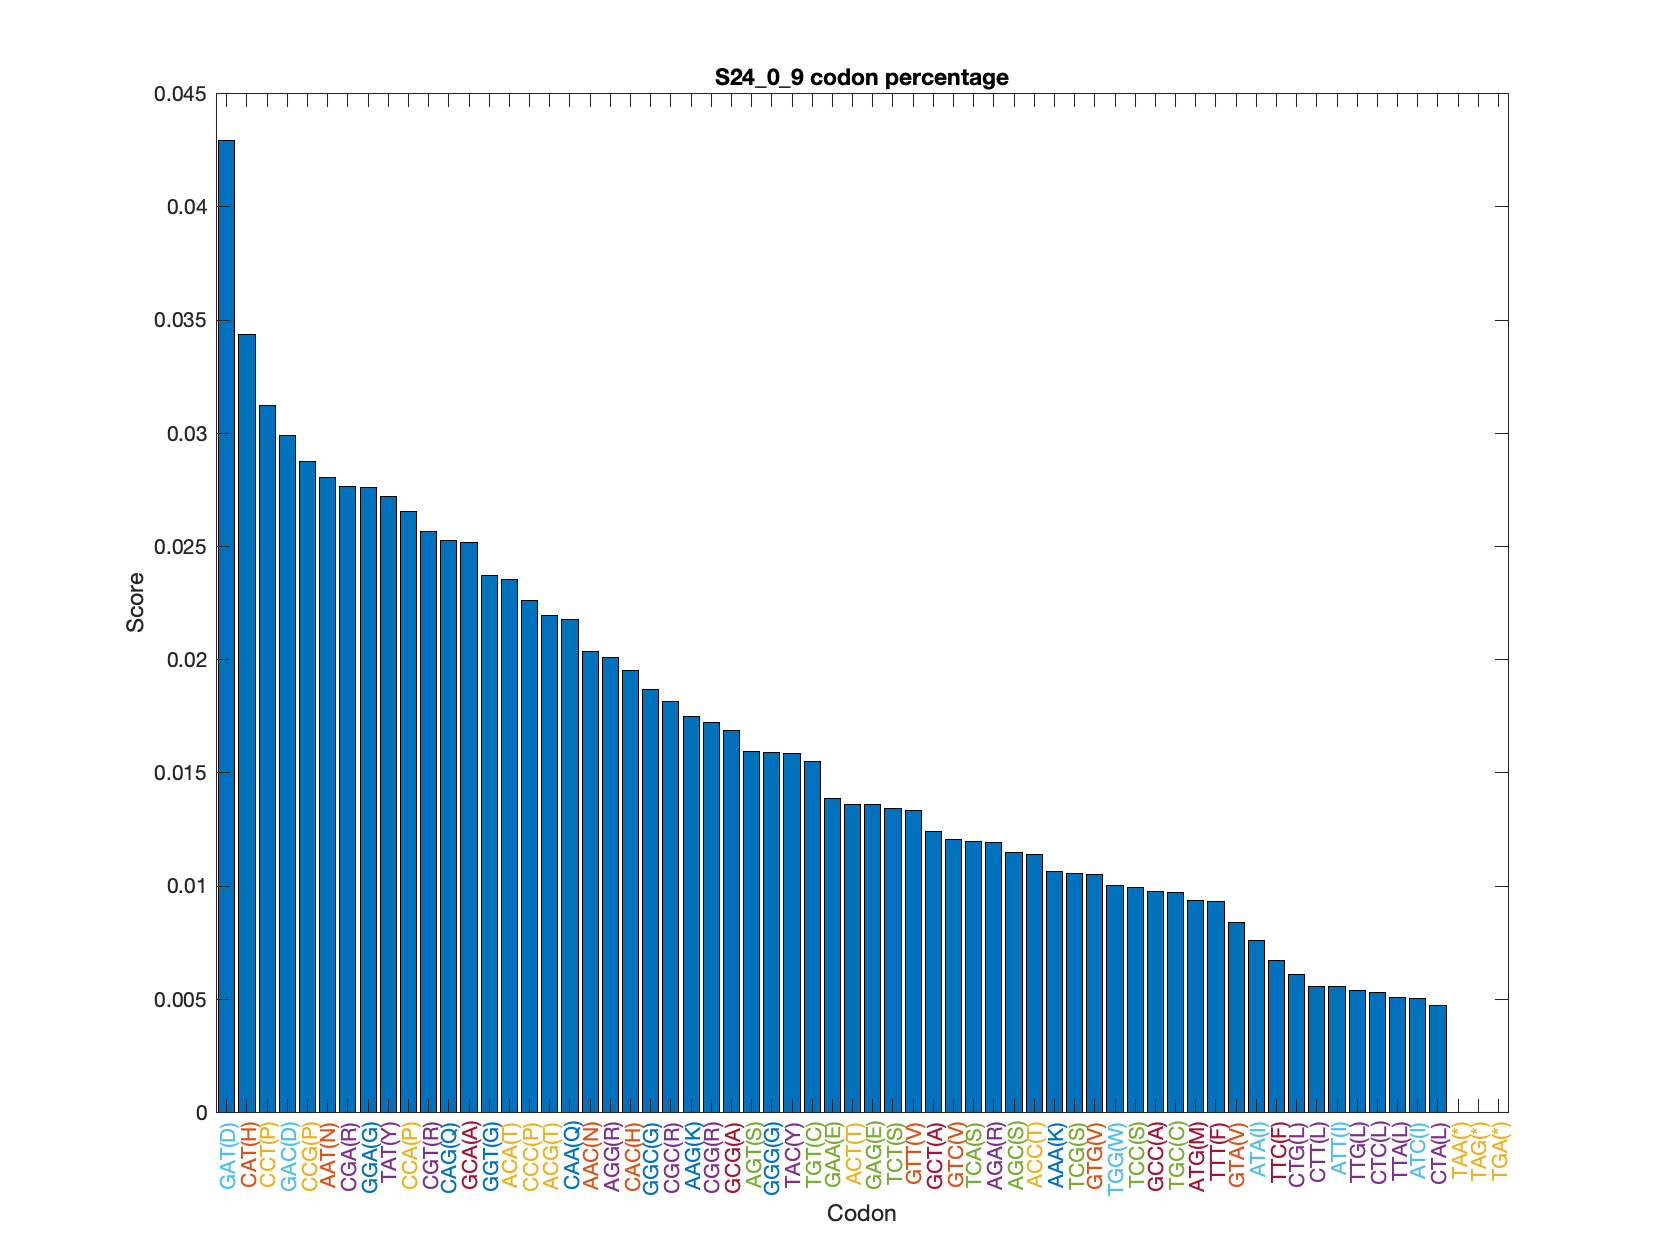 S24_0_9 codon percentage
0.045
0.04
0.035
0.03
0.025
0.02
0.015
0.01
0.005
0
Score
GAT(D)
CAT(H)
CCT(P)
GAC(D)
CCG(P)
AAT(N)
CGA(R)
GGA(G)
TAT(Y)
CCA(P)
CGT(R)
CAG(Q)
GCA(A)
GGT(G)
ACA(T)
CCC(P)
ACG(T)
CAA(Q)
AAC(N)
AGG(R)
CAC(H)
GGC(G)
CGC(R)
AAG(K)
CGG(R)
GCG(A)
AGT(S)
GGG(G)
TAC(Y)
TGT(C)
GAA(E)
ACT(T)
GAG(E)
TCT(S)
GTT(V)
GCT(A)
GTC(V)
TCA(S)
AGA(R)
AGC(S)
ACC(T)
AAA(K)
TCG(S)
GTG(V)
TGG(W)
TCC(S)
GCC(A)
TGC(C)
ATG(M)
TTT(F)
GTA(V)
ATA(I)
TTC(F)
CTG(L)
CTT(L)
ATT(I)
TTG(L)
CTC(L)
TTA(L)
ATC(I)
CTA(L)
TAA(*)
TAG(*)
TGA(*)
Codon